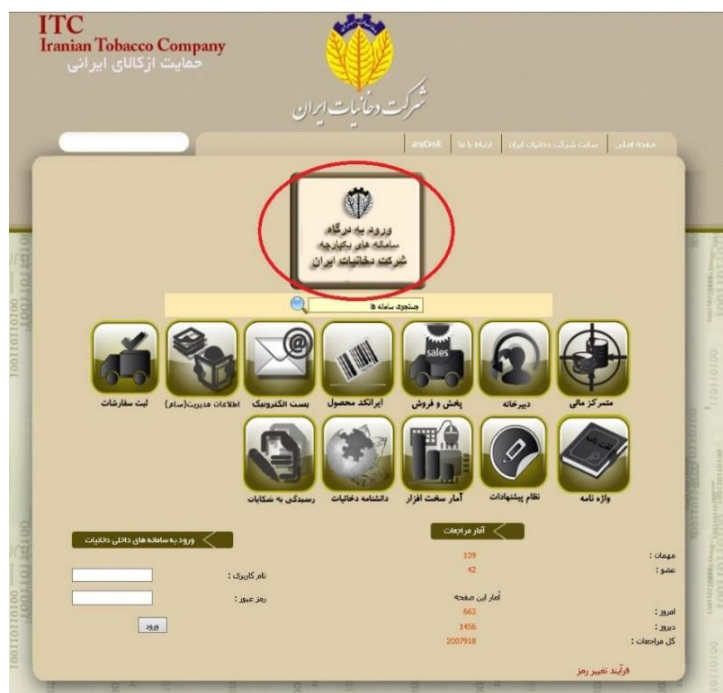 ITC
Iranian Tobacco Company
حمایت ازکالای ایرانی
شرکت دخانیات ایران
صفحه اصلی
سایت شرکت دخانیات ایران
ارتباط با ما
anyDesk
ورود به درگاه
سامانه های یکپارچه
شرکت دخانیات ایران
جستجوی سامانه ها
متمرکز مالی
دبیرخانه
sales
پخش و فروش
ایرانکد محصول
پست الکترونیک
اطلاعات مدیریت(سام)
ثبت سفارشات
لغت نامه
واژه نامه
نظام پیشنهادات
آمار سخت افزار
دانشنامه دخانیات
رسیدگی به شکایات
آمار مراجعات
مهمان : 139
عضو : 42
آمار این صفحه
امروز : 663
دیروز : 1456
کل مراجعات : 2007918
ورود به سامانه های داخلی دخانیات
نام کاربری :
رمز عبور :
ورود
فرآیند تغییر رمز